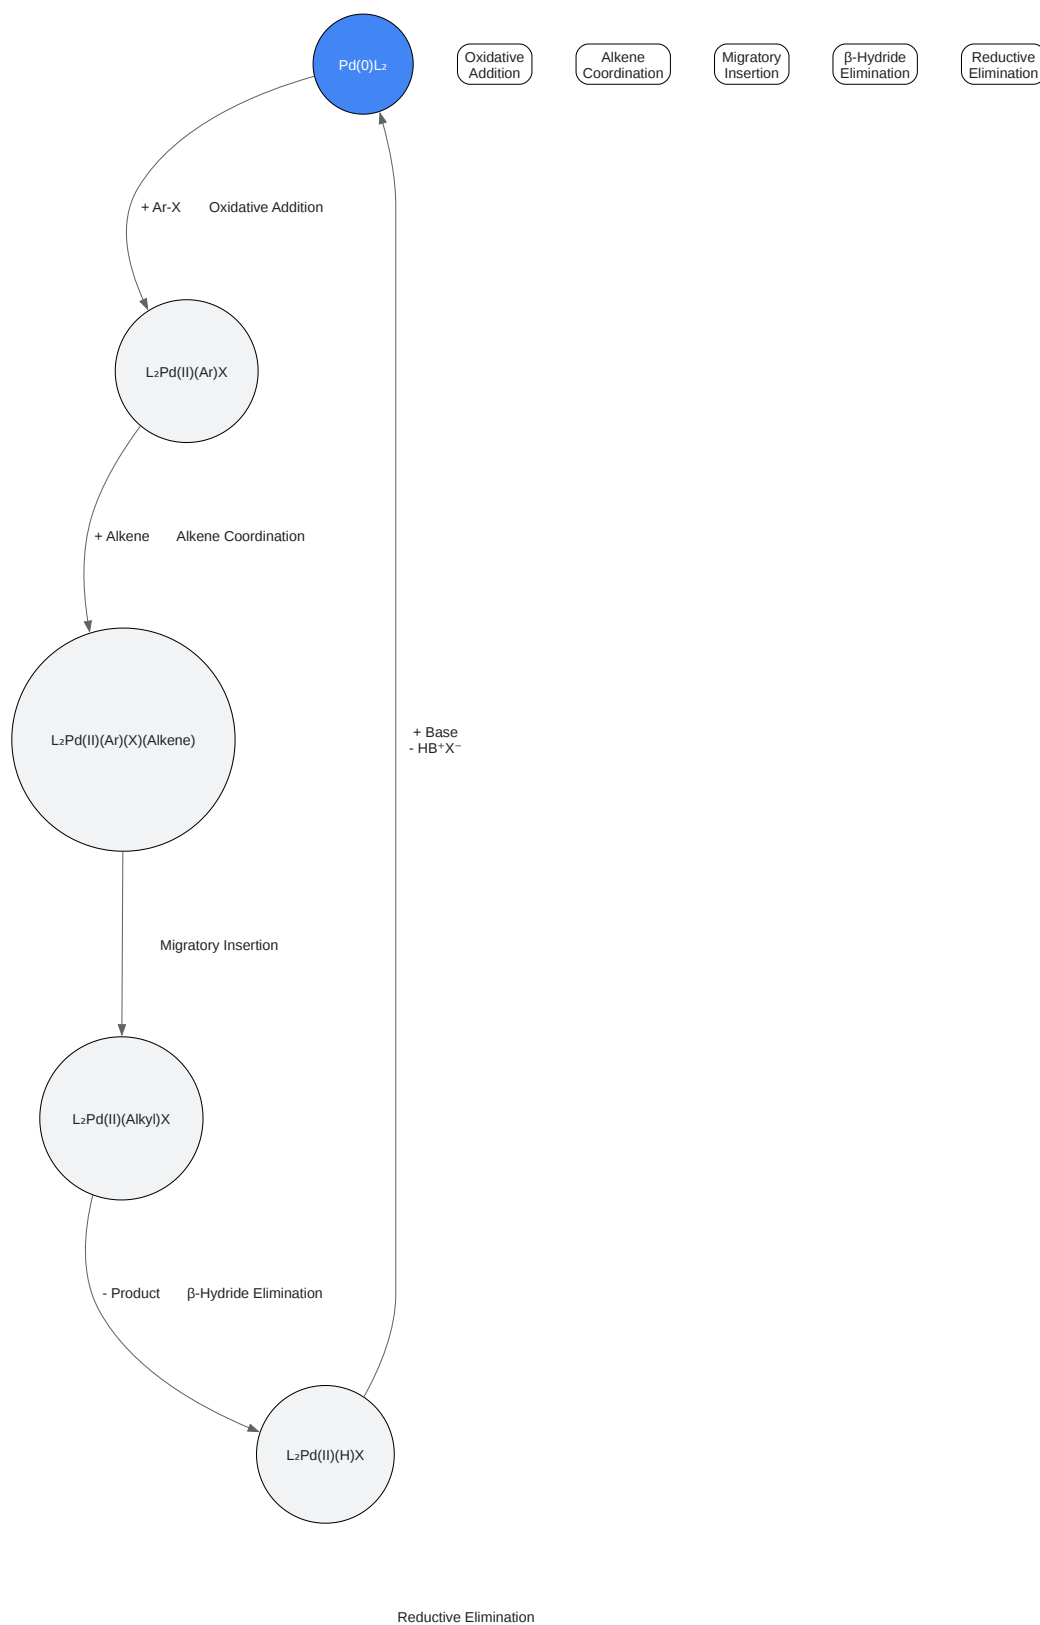 Pd(0)L₂
Oxidative
Addition
Alkene
Coordination
Migratory
Insertion
β-Hydride
Elimination
Reductive
Elimination
+ Ar-X
Oxidative Addition
L₂Pd(II)(Ar)X
+ Alkene
Alkene Coordination
L₂Pd(II)(Ar)(X)(Alkene)
+ Base
- HB⁺X⁻
Migratory Insertion
L₂Pd(II)(Alkyl)X
- Product
β-Hydride Elimination
L₂Pd(II)(H)X
Reductive Elimination